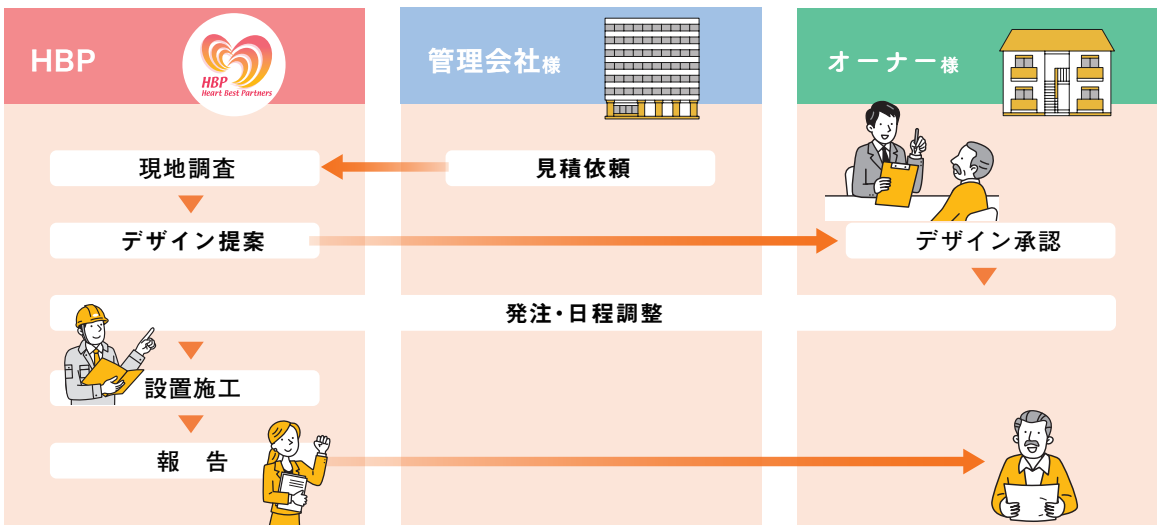 HBP
HBP
Heart Best Partners
管理会社様
オーナー様
現地調査
見積依頼
デザイン提案
デザイン承認
発注・日程調整
設置施工
報 告